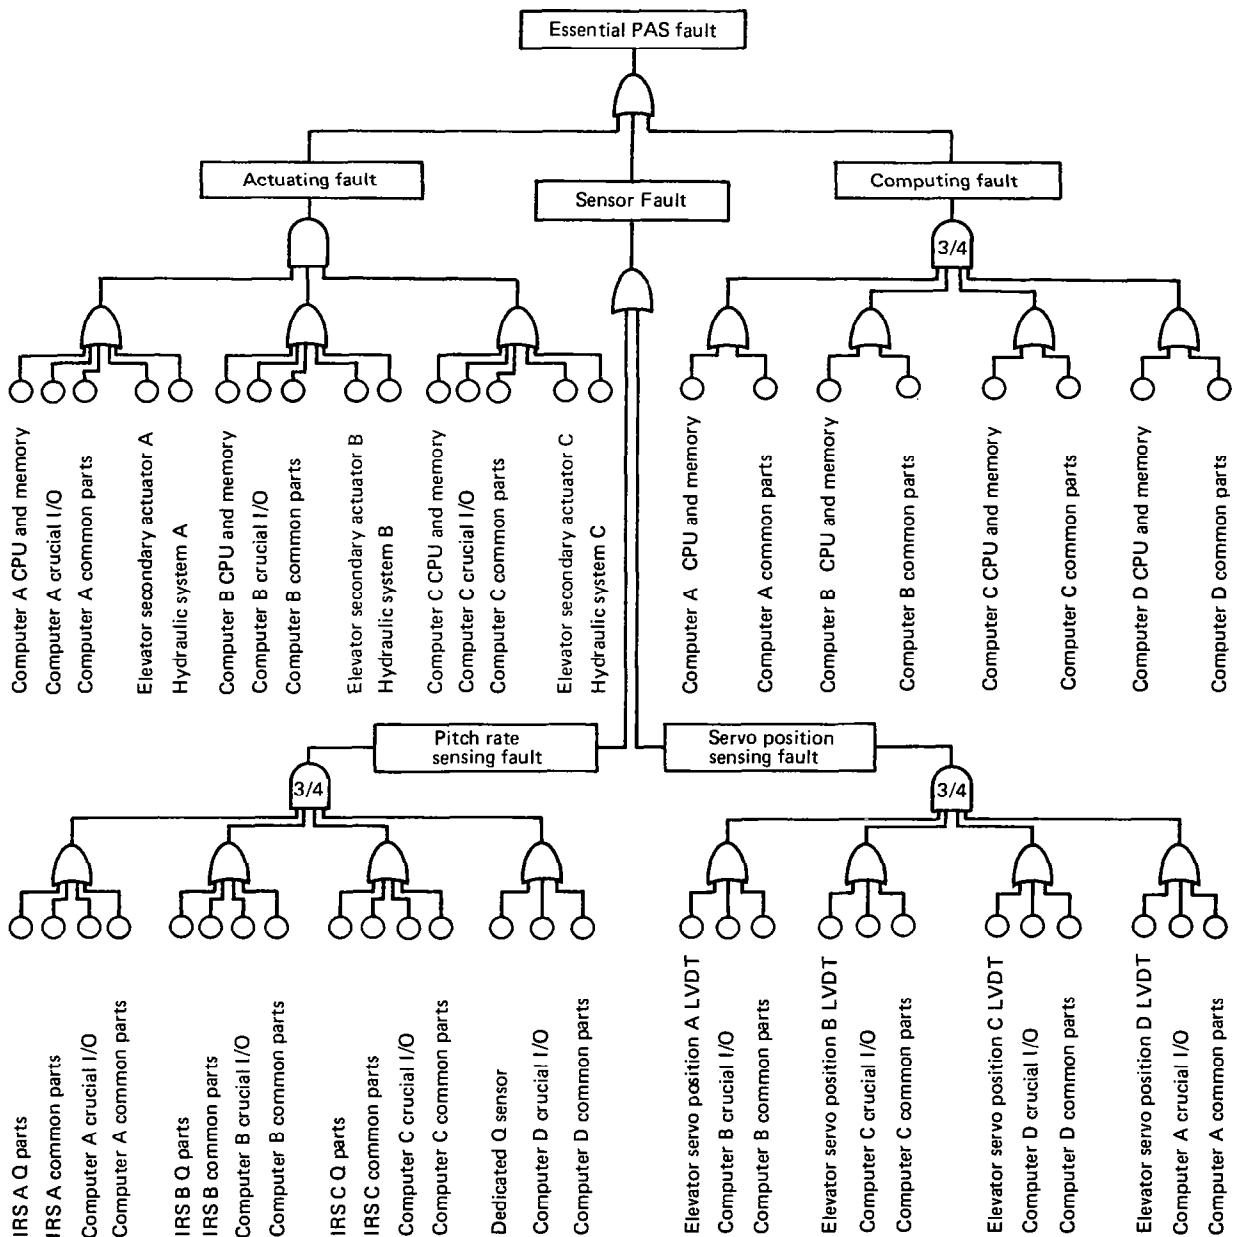 Essential PAS fault
Actuating fault
Sensor Fault
Computing fault
3/4
Computer A CPU and memory
Computer A crucial I/O
Computer A common parts
Elevator secondary actuator A
Hydraulic system A
Computer B CPU and memory
Computer B crucial I/O
Computer B common parts
Elevator secondary actuator B
Hydraulic system B
Computer C CPU and memory
Computer C crucial I/O
Computer C common parts
Elevator secondary actuator C
Hydraulic system C
Computer A CPU and memory
Computer A common parts
Computer B CPU and memory
Computer B common parts
Computer C CPU and memory
Computer C common parts
Computer D CPU and memory
Computer D common parts
Pitch rate
sensing fault
Servo position
sensing fault
3/4
3/4
IRS A Q parts
IRS A common parts
Computer A crucial I/O
Computer A common parts
IRS B Q parts
IRS B common parts
Computer B crucial I/O
Computer B common parts
IRS C Q parts
IRS C common parts
Computer C crucial I/O
Computer C common parts
Dedicated Q sensor
Computer D crucial I/O
Computer D common parts
Elevator servo position A LVDT
Computer B crucial I/O
Computer B common parts
Elevator servo position B LVDT
Computer C crucial I/O
Computer C common parts
Elevator servo position C LVDT
Computer D crucial I/O
Computer D common parts
Elevator servo position D LVDT
Computer A crucial I/O
Computer A common parts